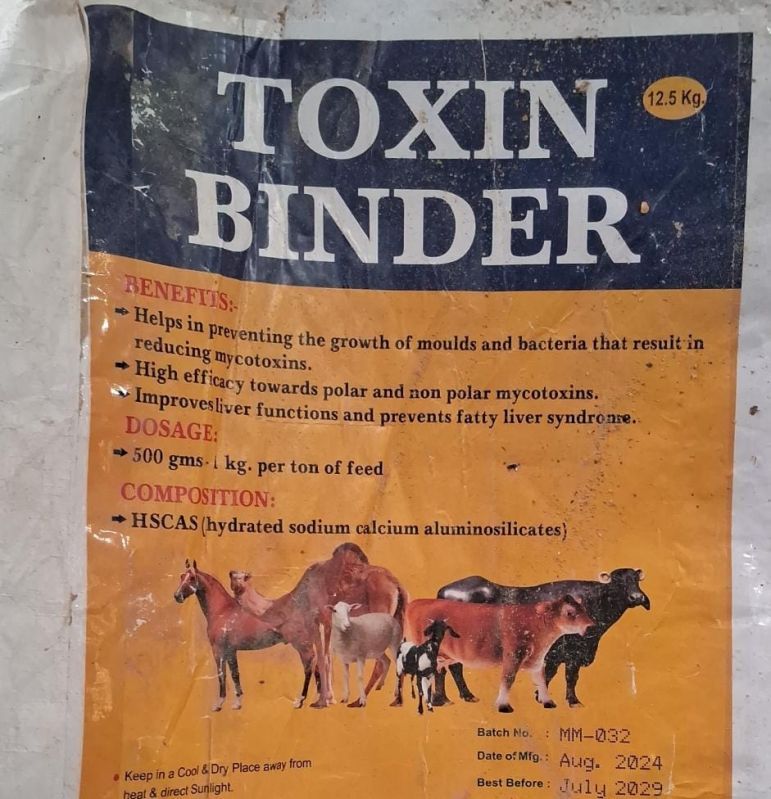 TOXIN
12.5 Kg.
BINDER
BENEFITS:-
➡ Helps in preventing the growth of moulds and bacteria that result in
reducing mycotoxins.
➡ High efficacy towards polar and non polar mycotoxins.
➡ Improves liver functions and prevents fatty liver syndrome.
DOSAGE:
➡ 500 gms-1 kg. per ton of feed
COMPOSITION:
➡ HSCAS (hydrated sodium calcium aluminosilicates)
Batch No. : MM-032
Date of Mfg.: Aug. 2024
Best Before : July 2029
• Keep in a Cool & Dry Place away from
heat & direct Sunlight.